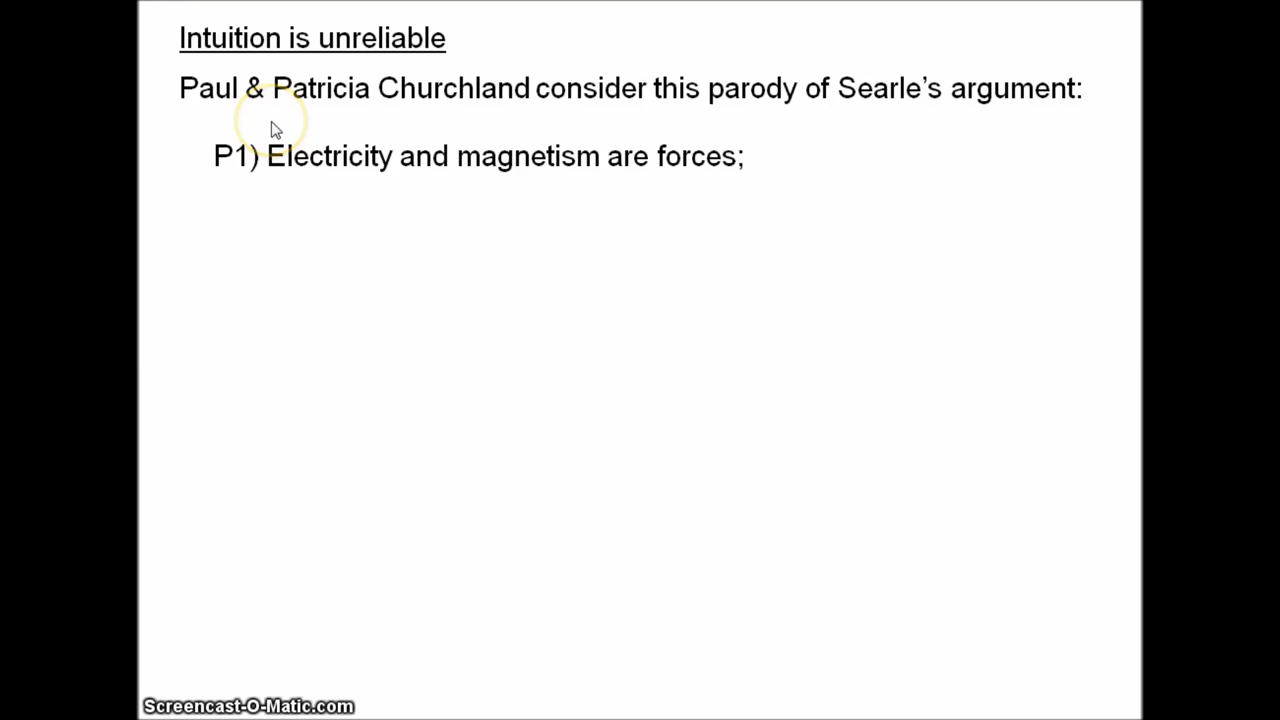 Intuition is unreliable
Paul & Patricia Churchland consider this parody of Searle’s argument:
P1) Electricity and magnetism are forces;
Screencast-O-Matic.com